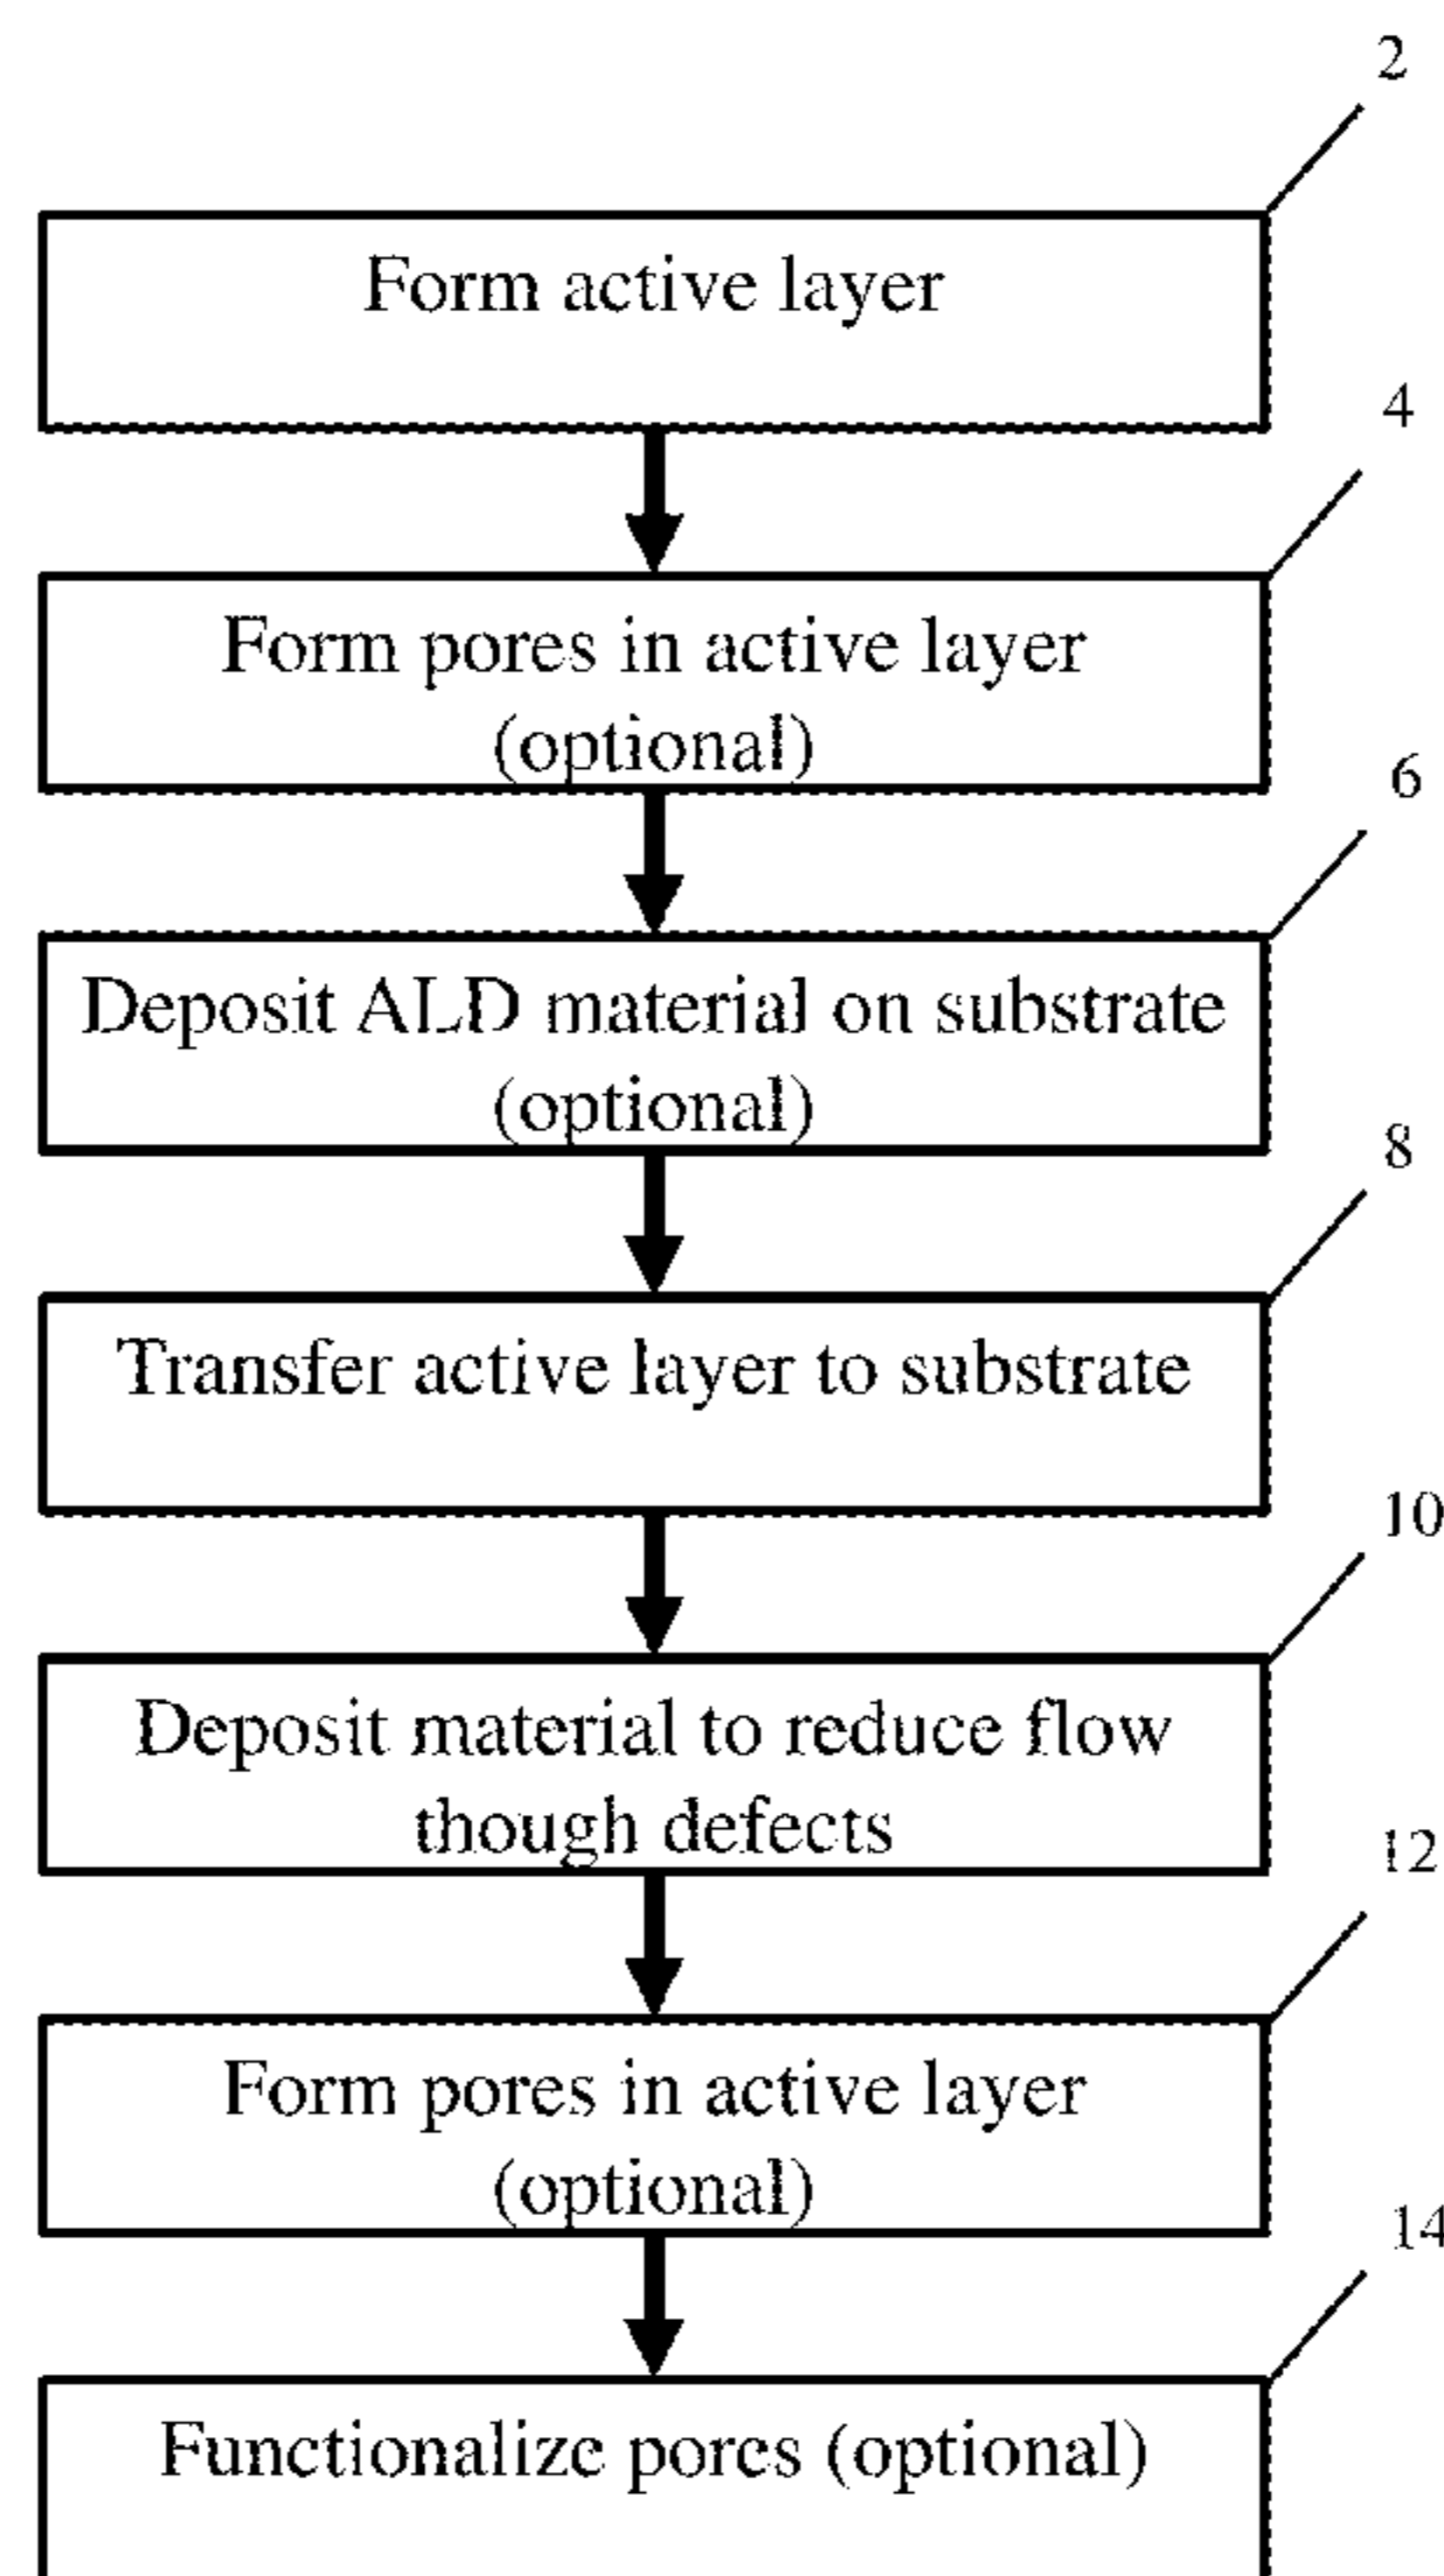 2
Form active layer
4
Form pores in active layer
(optional)
6
Deposit ALD material on substrate
(optional)
8
Transfer active layer to substrate
10
Deposit material to reduce flow
though defects
12
Form pores in active layer
(optional)
14
Functionalize pores (optional)